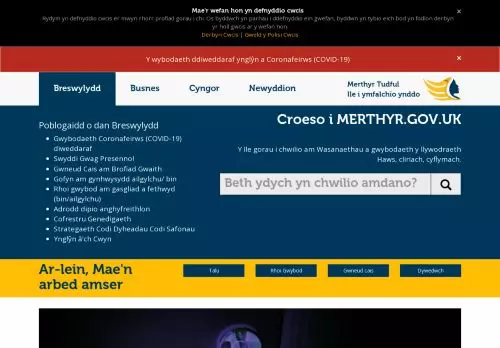 Mae'r wefan hon yn defnyddio cwcis
Rydym yn defnyddio cwcis er mwyn rhoi'r profiad gorau i chi. Os byddwch yn parhau i ddefnyddio ein gwefan, byddwn yn tybio eich bod yn fodlon derbyn
yr holl gwcis ar y wefan hon.
Derbyn Cwcis | Gweld y Polisi Cwcis
Y wybodaeth ddiweddaraf ynglŷn a Coronafeirws (COVID-19)
Breswylydd
Busnes
Cyngor
Newyddion
Merthyr Tudful
lle i ymfalchio ynddo
Poblogaidd o dan Breswylydd
Gwybodaeth Coronafeirws (COVID-19)
diweddaraf
Swyddi Gwag Presennol
Gwneud Cais am Brofiad Gwaith
Gofyn am gynhwysydd ailgylchu/ bin
Rhoi gwybod am gasgliad a fethwyd
(bin/ailgylchu)
Adrodd dipio anghyfreithlon
Cofrestru Genedigaeth
Strategaeth Codi Dyheadau Codi Safonau
Ynglŷn â'ch Cwyn
Croeso i MERTHYR.GOV.UK
Y lle gorau i chwilio am Wasanaethau a gwybodaeth y llywodraeth
Haws, cliriach, cyflymach.
Beth ydych yn chwilio amdano?
Ar-lein, Mae'n
arbed amser
Talu
Rhoi Gwybod
Gwneud cais
Dywedwch